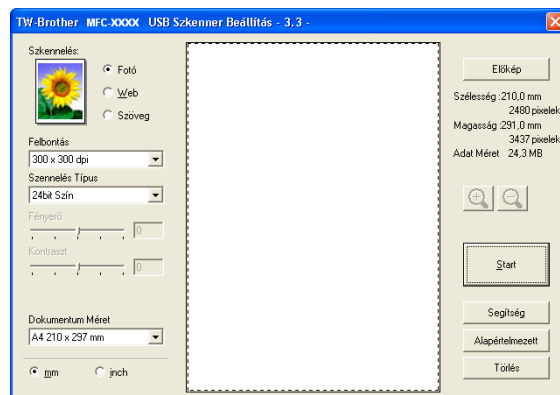 TW-Brother MFC-XXXX USB Szkenner Beállítás - 3.3 -
Szkennelés:
Fotó
Web
Szöveg
Felbontás
300 x 300 dpi
Szennelés Típus
24bit Szín
Fényerő
0
Kontraszt
0
Dokumentum Méret
A4 210 x 297 mm
mm
inch
Előkép
Szélesség :210,0 mm
2480 pixelek
Magasság :291,0 mm
3437 pixelek
Adat Méret 24,3 MB
Start
Segítség
Alapértelmezett
Törlés